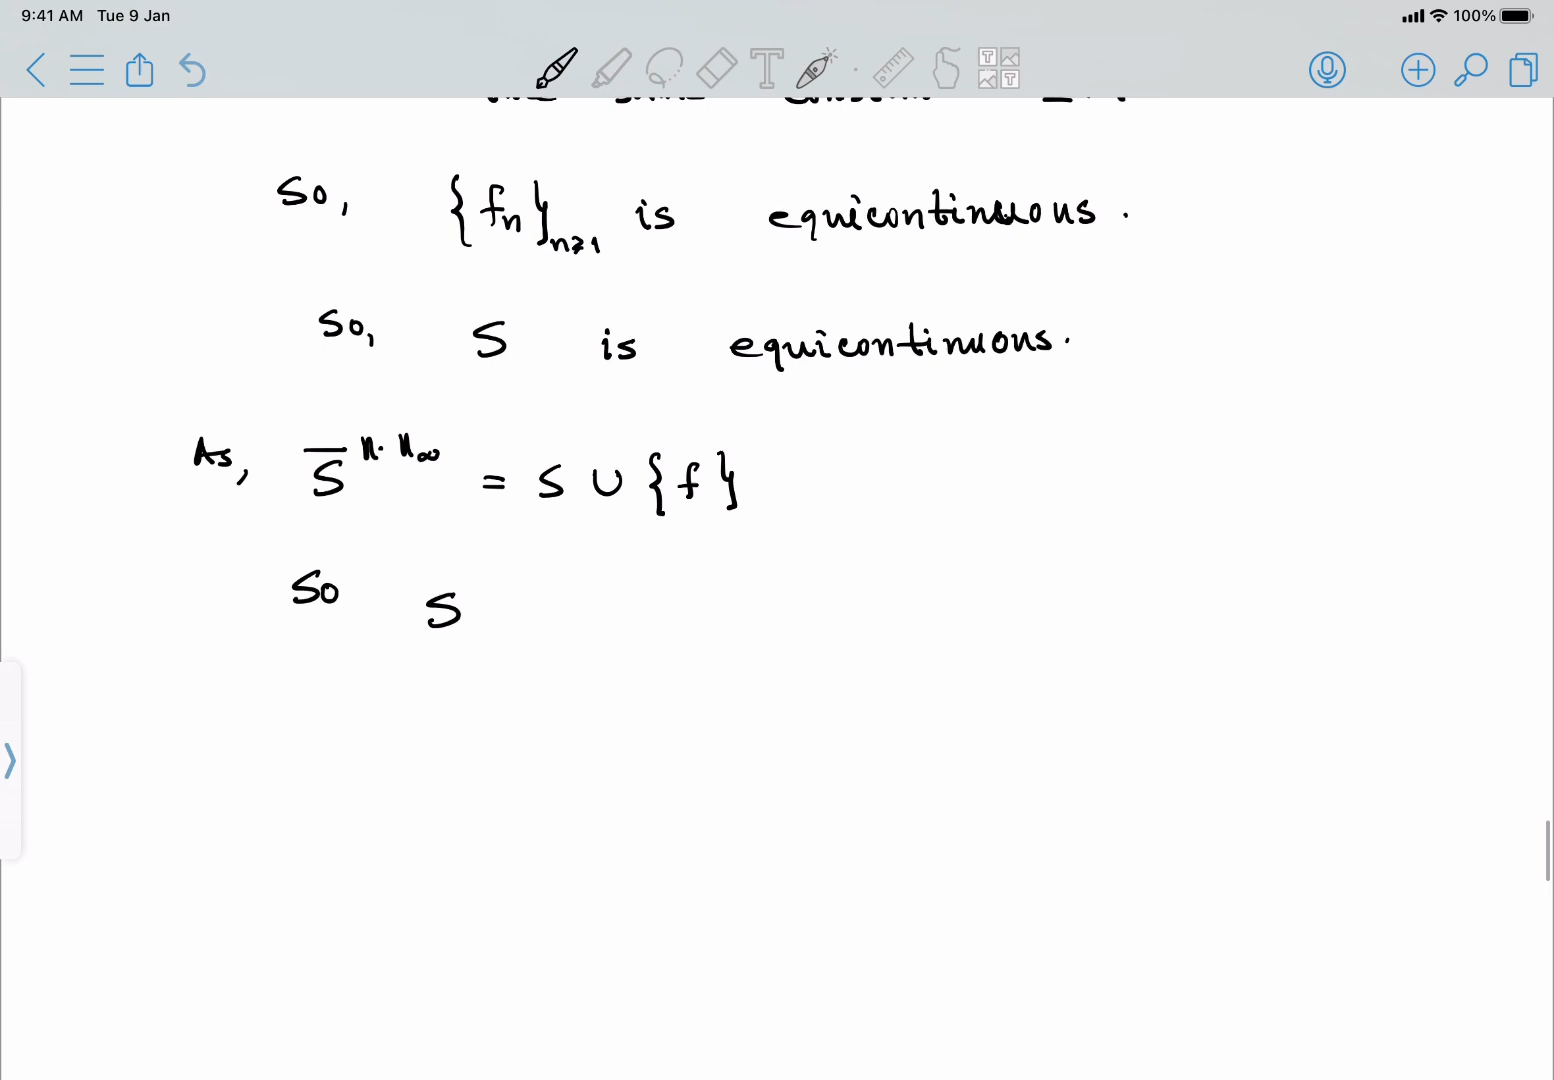 9:41 AM Tue 9 Jan 100%
So, {fn}n≥1 is equicontinuous.
So, S is equicontinuous.
As, S̅^‖·‖∞ = S ∪ {f}
So S